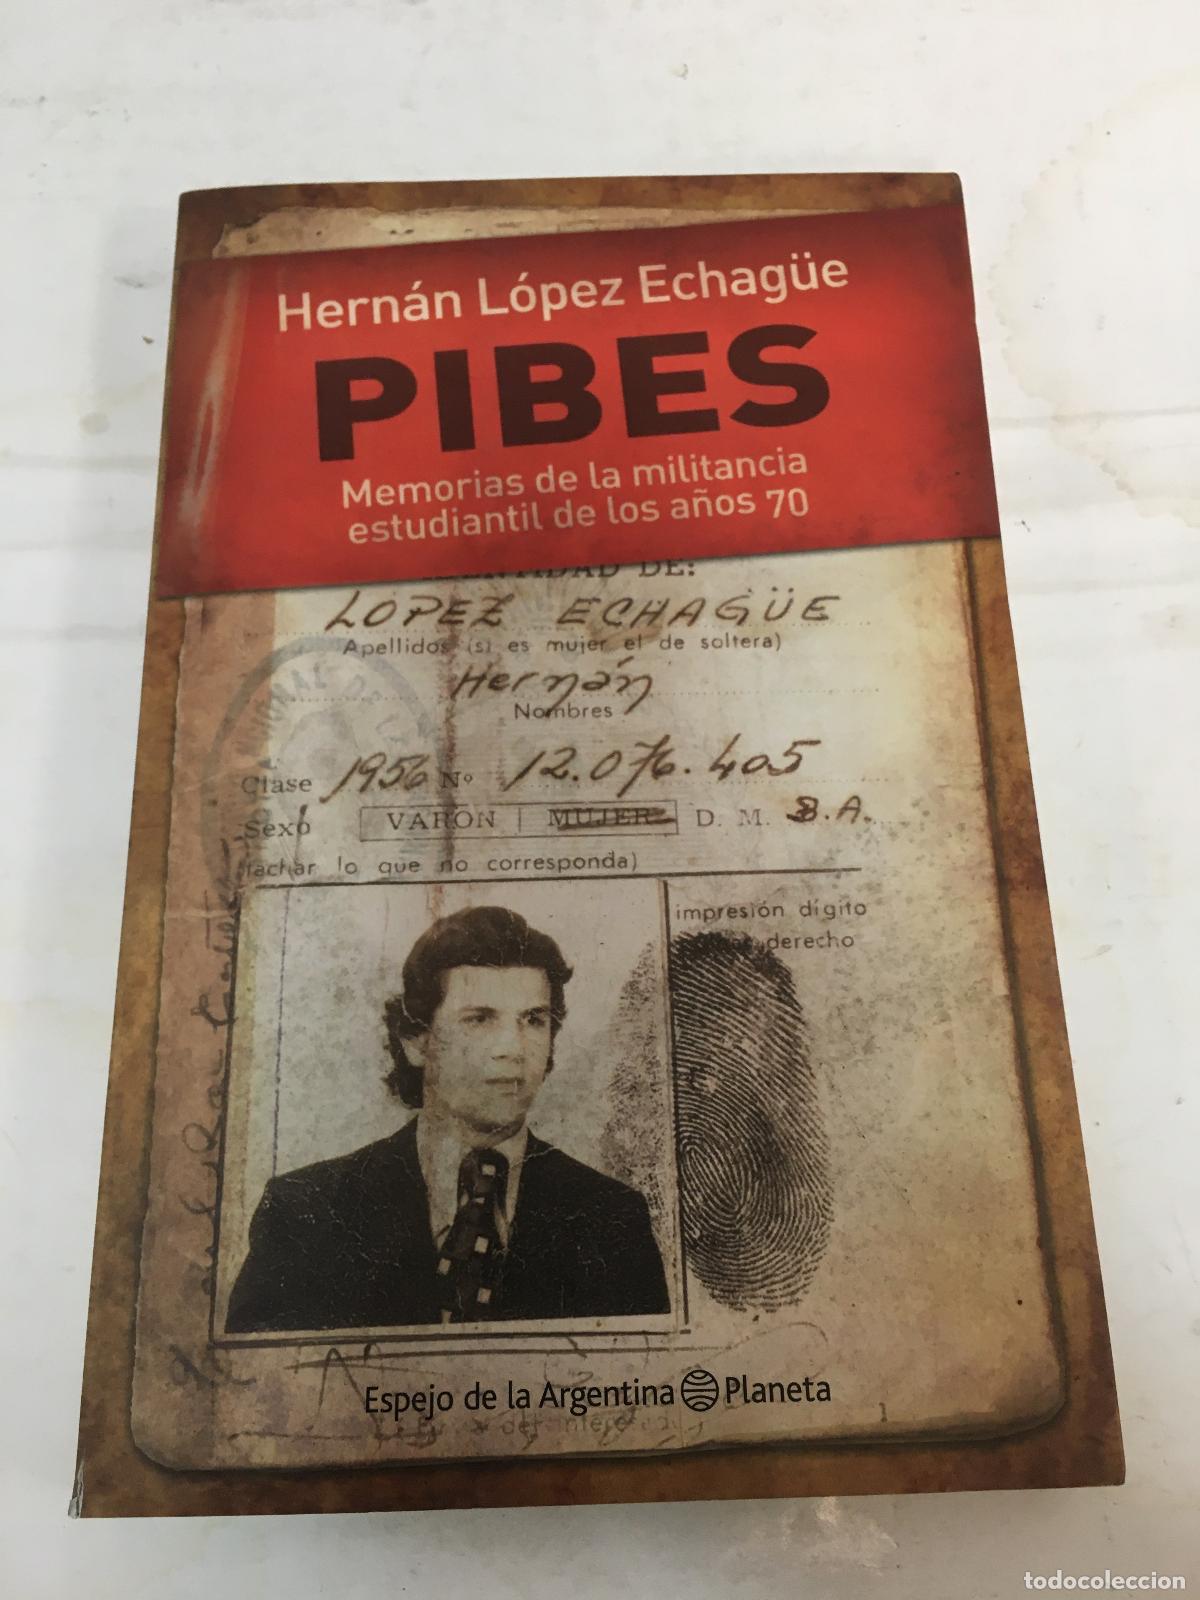 Hernán López Echagüe
PIBES
Memorias de la militancia
estudiantil de los años 70
DE:
LOPEZ ECHAGÜE
Apellidos (si es mujer el de soltera)
Hernán
Nombres
Clase 1956 Nº 12.076.405
Sexo VARON | MUJER D. M. B.A.
(tachar lo que no corresponda)
impresión dígito
derecho
Espejo de la Argentina Planeta
todocoleccion